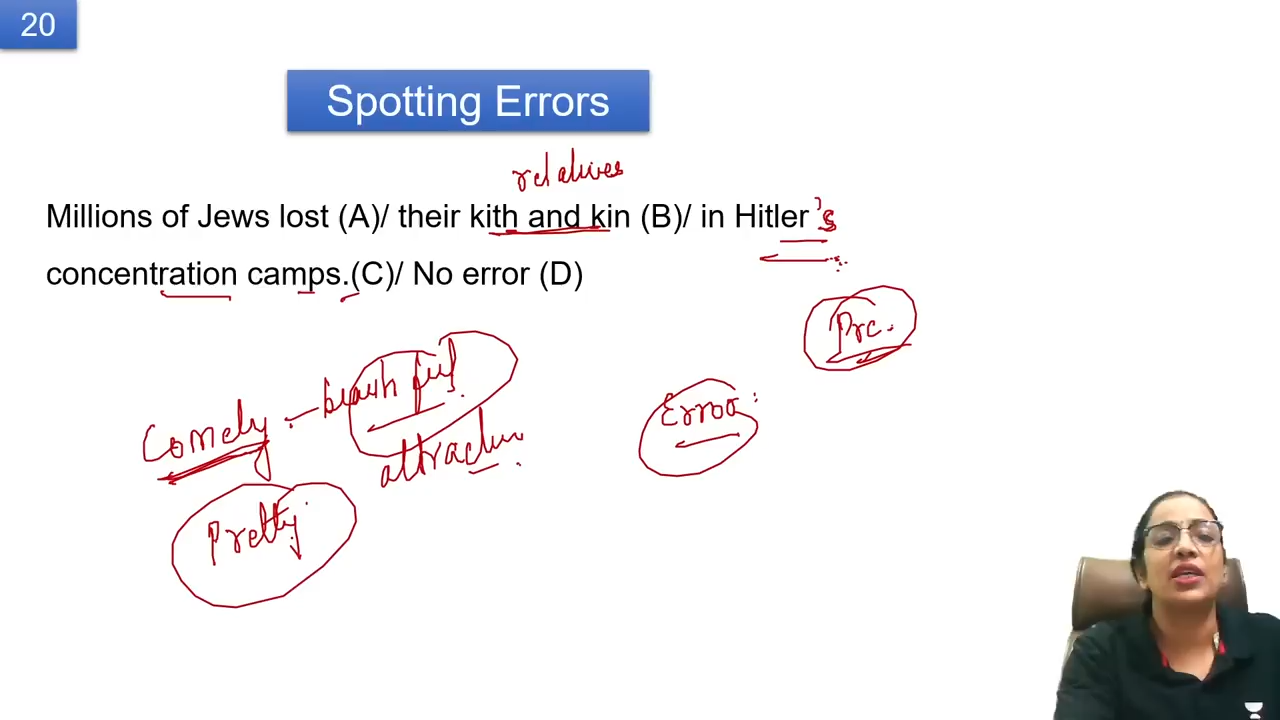 20
Spotting Errors
relatives
Millions of Jews lost (A)/ their kith and kin (B)/ in Hitler's
concentration camps.(C)/ No error (D)
Prc.
Error
Comely :- beautiful
attractive
Pretty